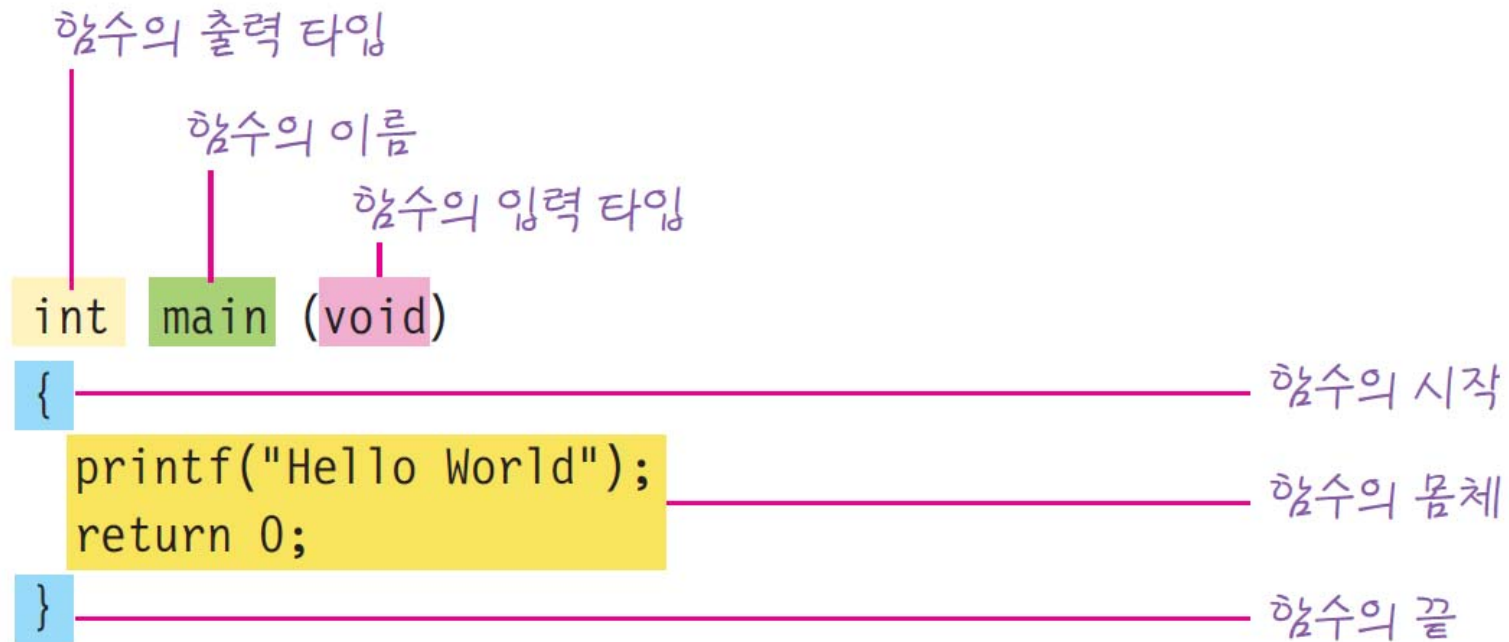 함수의 출력 타입
함수의 이름
함수의 입력 타입
int main (void)
{ 함수의 시작
printf("Hello World");
함수의 몸체
return 0;
} 함수의 끝